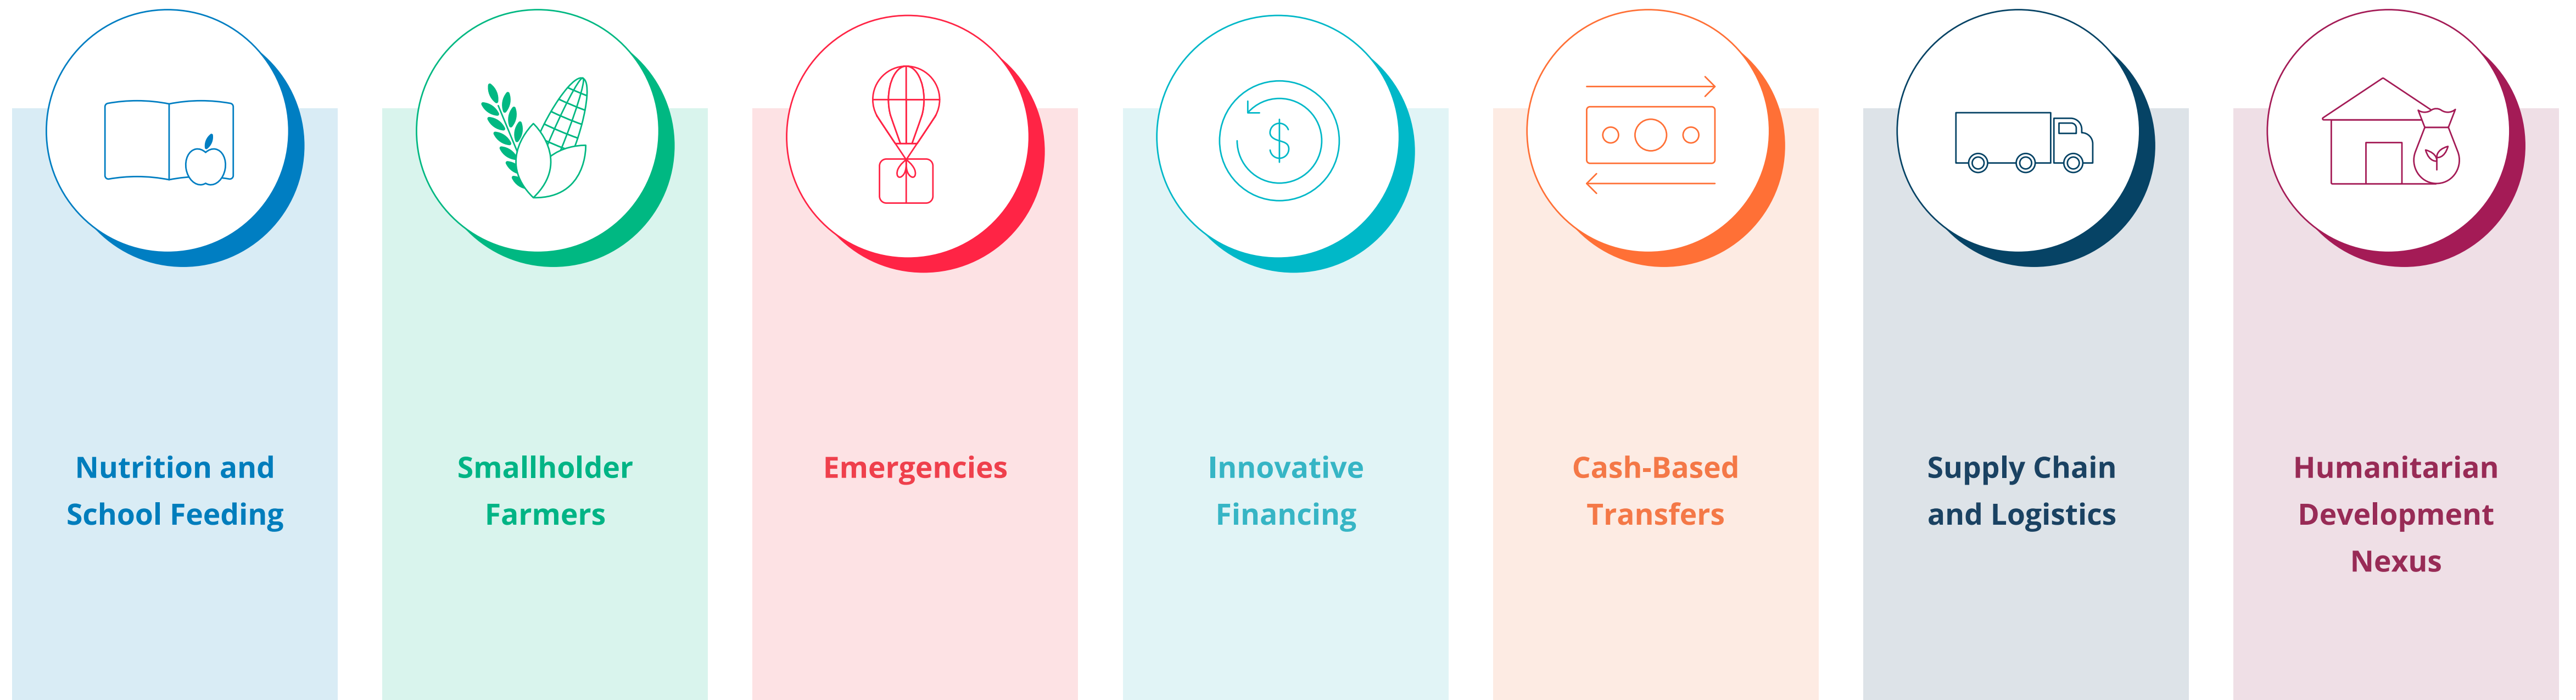 Nutrition and
School Feeding
Smallholder
Farmers
Emergencies
Innovative
Financing
Cash-Based
Transfers
Supply Chain
and Logistics
Humanitarian
Development
Nexus
$